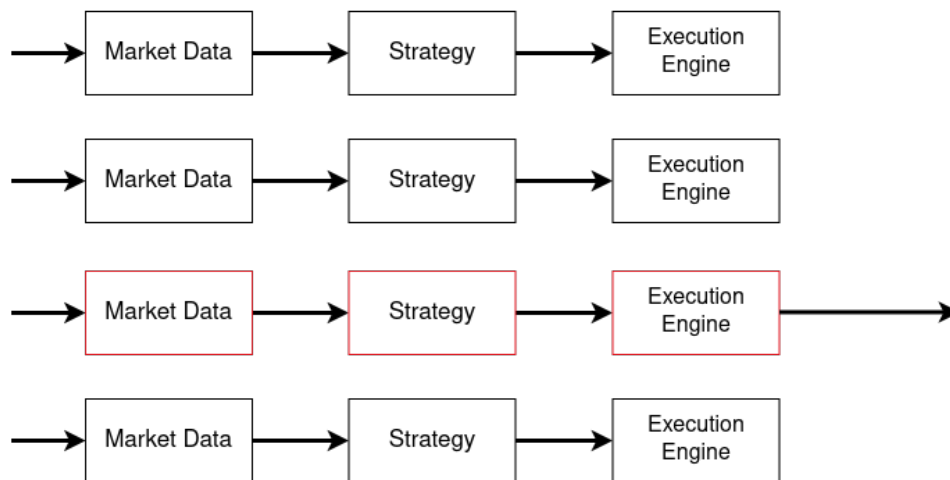 Market Data
Strategy
Execution
Engine
Market Data
Strategy
Execution
Engine
Market Data
Strategy
Execution
Engine
Market Data
Strategy
Execution
Engine